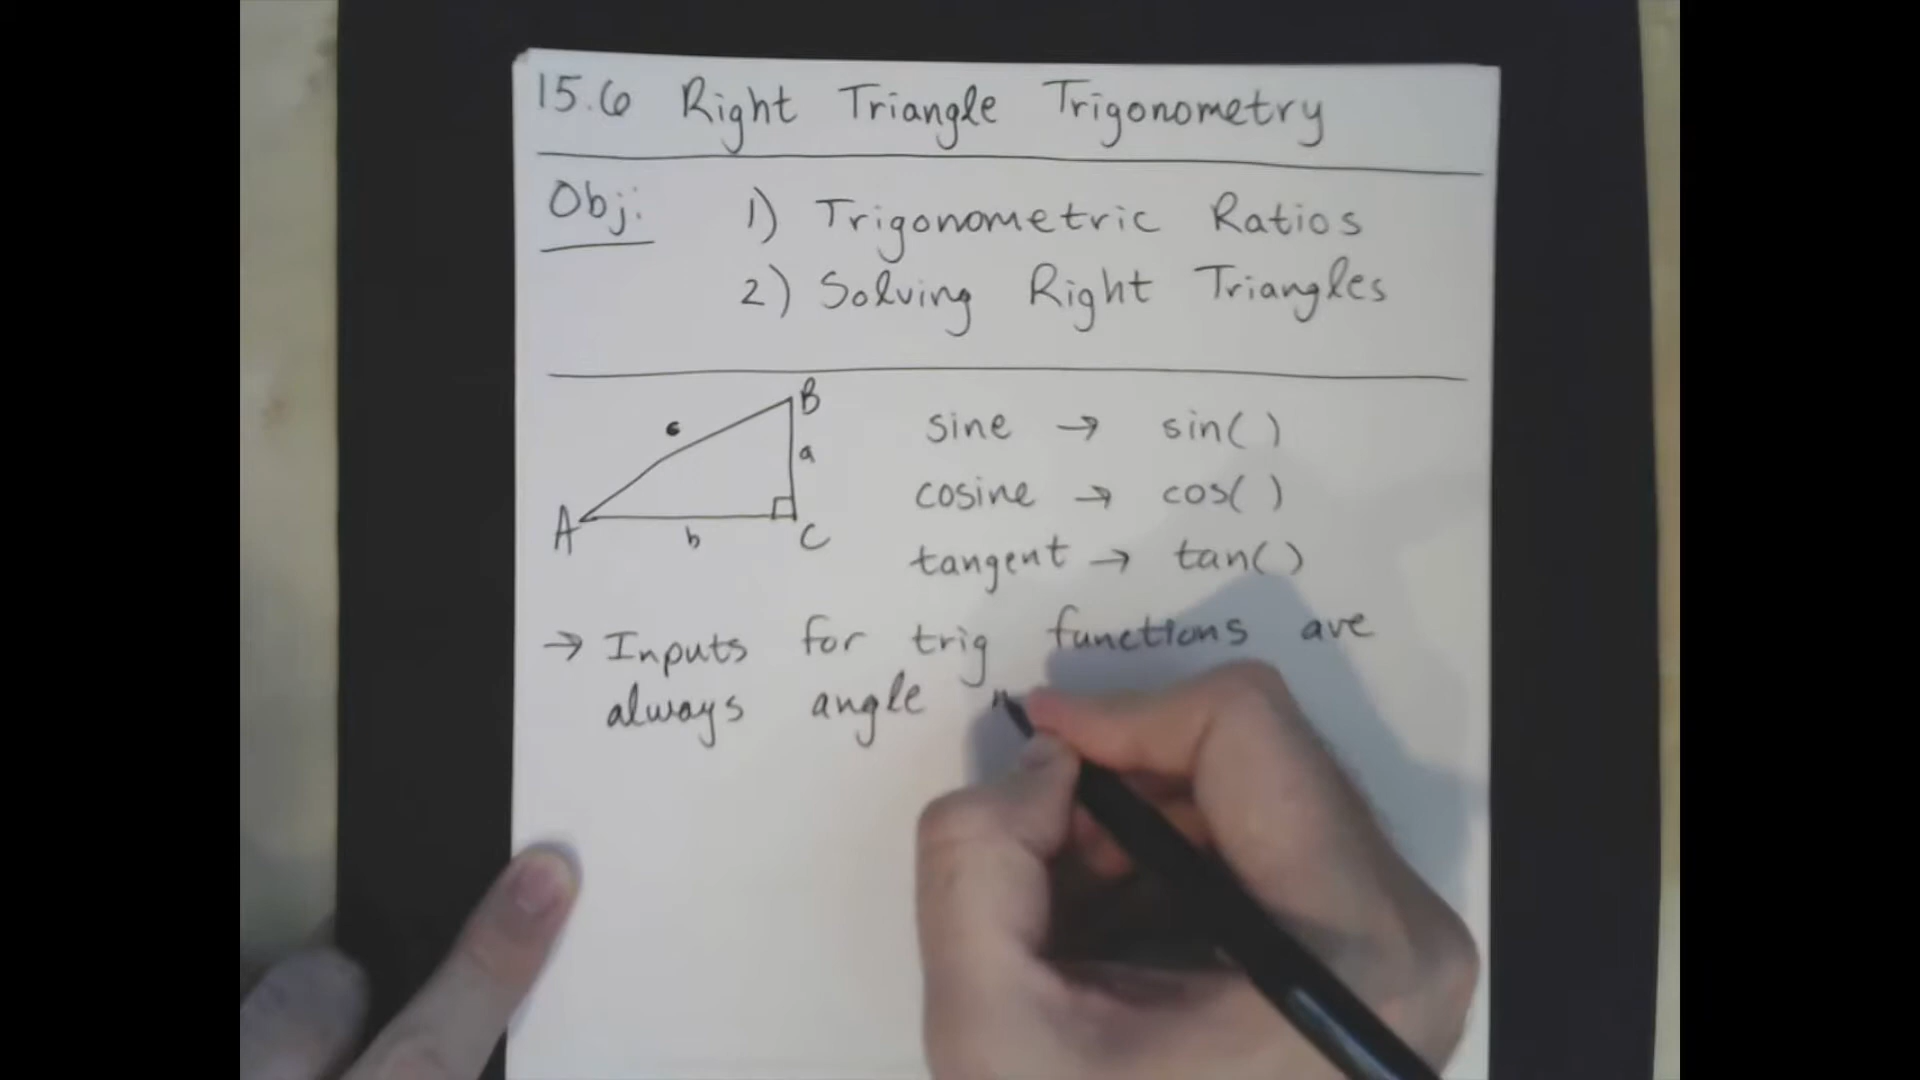 15.6 Right Triangle Trigonometry
Obj: 1) Trigonometric Ratios
2) Solving Right Triangles
B
c
a
A
b
C
sine → sin( )
cosine → cos( )
tangent → tan( )
→ Inputs for trig functions are
always angle